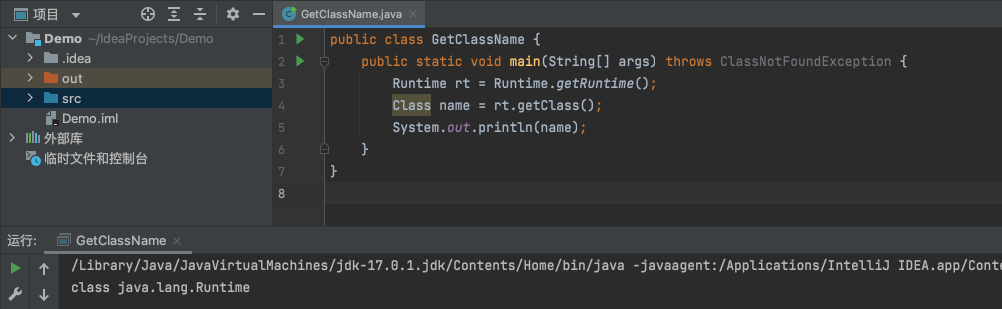 项目
GetClassName.java
Demo ~/IdeaProjects/Demo
.idea
out
src
Demo.iml
外部库
临时文件和控制台
1 public class GetClassName {
2 public static void main(String[] args) throws ClassNotFoundException {
3 Runtime rt = Runtime.getRuntime();
4 Class name = rt.getClass();
5 System.out.println(name);
6 }
7 }
8
运行: GetClassName
/Library/Java/JavaVirtualMachines/jdk-17.0.1.jdk/Contents/Home/bin/java -javaagent:/Applications/IntelliJ IDEA.app/Conte
class java.lang.Runtime